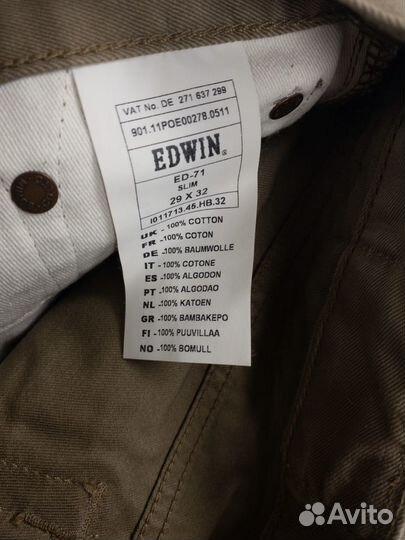 VAT No. DE 271 637 299
901.11POE00278.0511
EDWIN®
ED-71
SLIM
29 X 32
I011713.45.HB.32
UK - 100% COTTON
FR - 100% COTON
DE - 100% BAUMWOLLE
IT - 100% COTONE
ES - 100% ALGODON
PT - 100% ALGODAO
NL - 100% KATOEN
GR - 100% BAMBAKEPO
FI - 100% PUUVILLAA
NO - 100% BOMULL
Avito